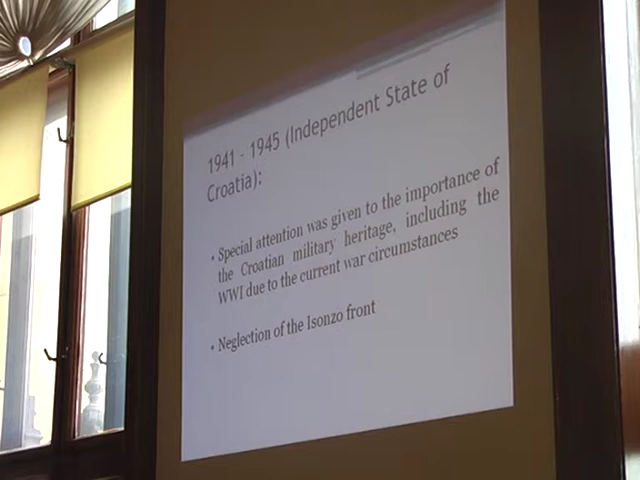 1941 - 1945 (Independent State of
Croatia):
• Special attention was given to the importance of
the Croatian military heritage, including the
WWI due to the current war circumstances
• Neglection of the Isonzo front